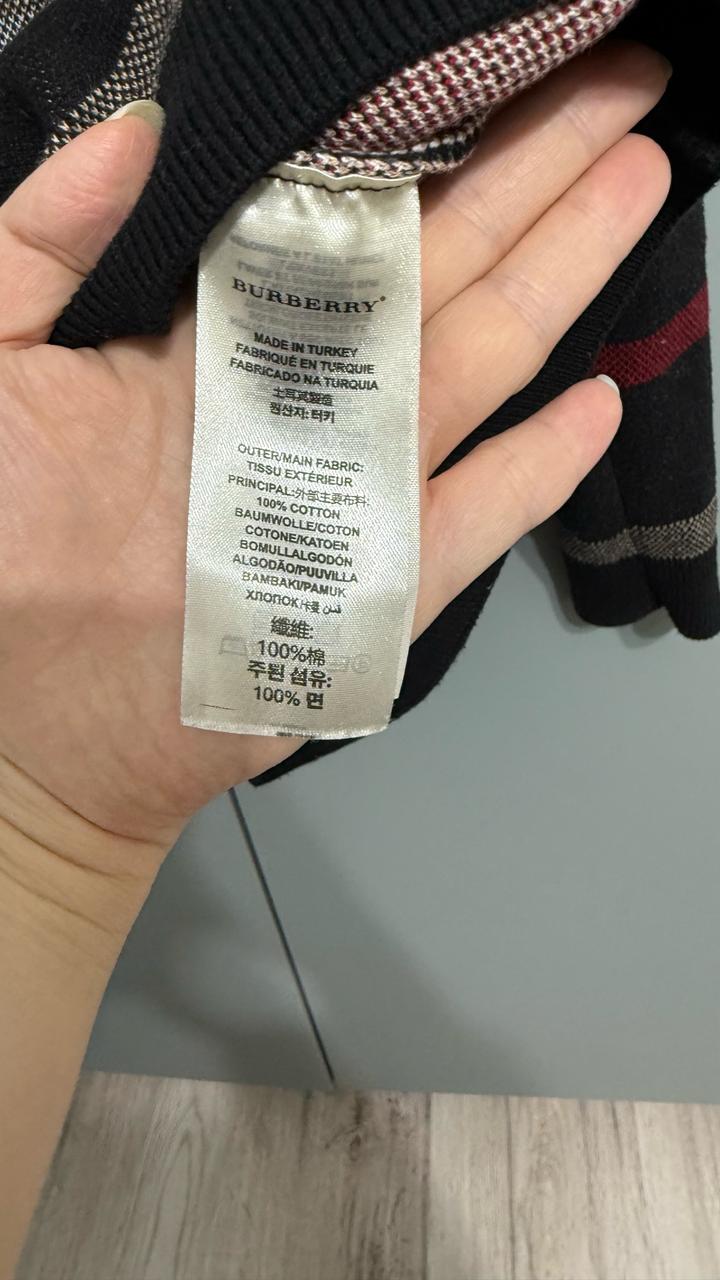 BURBERRY®
MADE IN TURKEY
FABRIQUÉ EN TURQUIE
FABRICADO NA TURQUIA
土耳其製造
원산지: 터키
OUTER/MAIN FABRIC:
TISSU EXTÉRIEUR
PRINCIPAL:外部主要布料:
100% COTTON
BAUMWOLLE/COTON
COTONE/KATOEN
BOMULLALGODÓN
ALGODÃO/PUUVILLA
BAMBAKI/PAMUK
ХЛОПОК/棉
纖維:
100%棉
주된 섬유:
100% 면